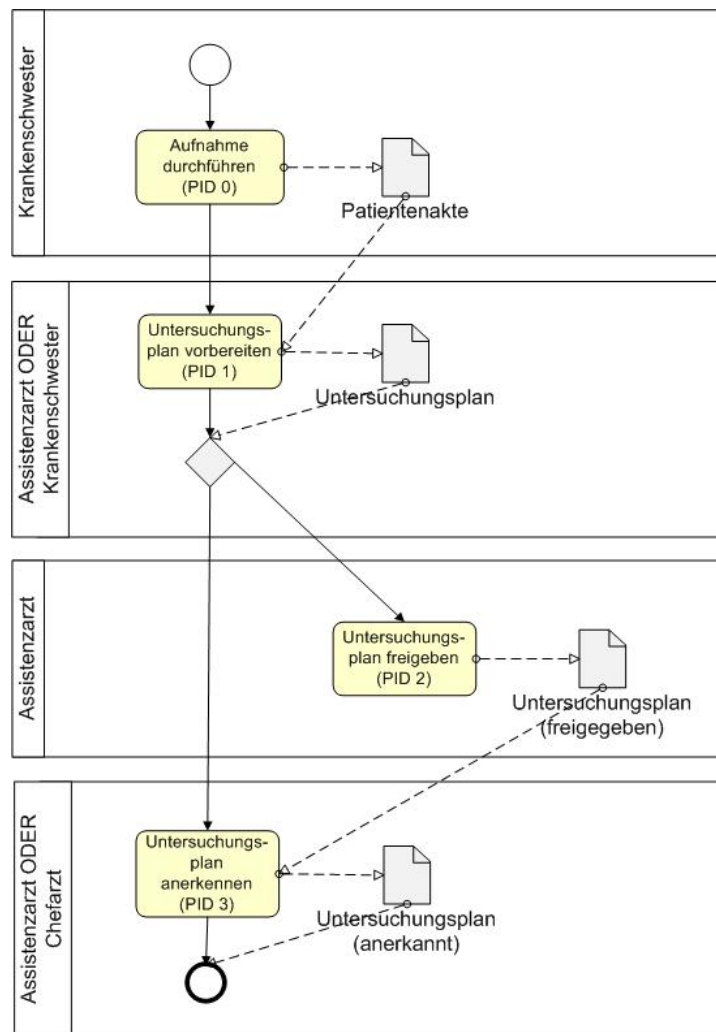 Krankenschwester
Aufnahme
durchführen
(PID 0)
Patientenakte
Assistenzarzt ODER
Krankenschwester
Untersuchungs-
plan vorbereiten
(PID 1)
Untersuchungsplan
Assistenzarzt
Untersuchungs-
plan freigeben
(PID 2)
Untersuchungsplan
(freigegeben)
Assistenzarzt ODER
Chefarzt
Untersuchungs-
plan
anerkennen
(PID 3)
Untersuchungsplan
(anerkannt)